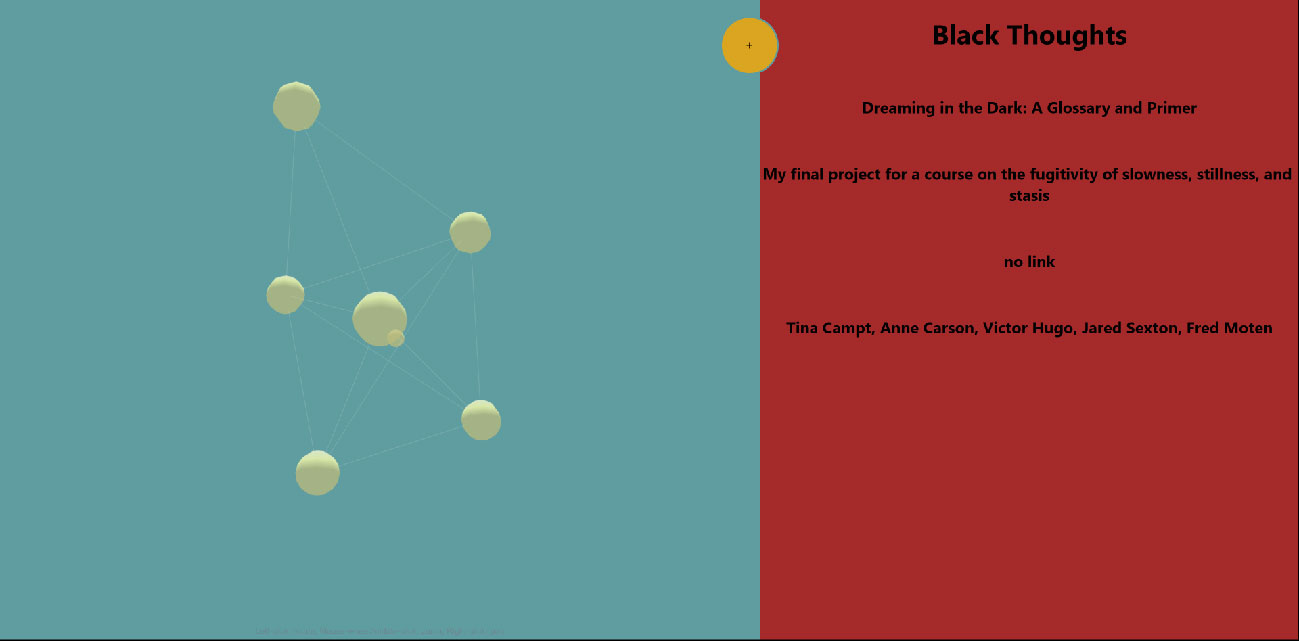 +
Black Thoughts
Dreaming in the Dark: A Glossary and Primer
My final project for a course on the fugitivity of slowness, stillness, and
stasis
no link
Tina Campt, Anne Carson, Victor Hugo, Jared Sexton, Fred Moten